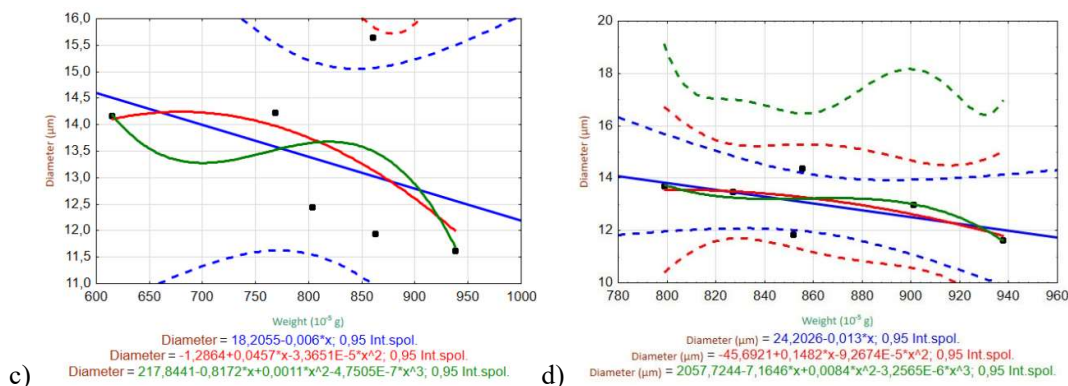 16,0
15,5
15,0
14,5
14,0
13,5
13,0
12,5
12,0
11,5
11,0
Diameter (µm)
600 650 700 750 800 850 900 950 1000
Weight (10⁻⁵ g)
Diameter = 18,2055-0,006*x; 0,95 Int.spol.
Diameter = -1,2864+0,0457*x-3,3651E-5*x^2; 0,95 Int.spol.
Diameter = 217,8441-0,8172*x+0,0011*x^2-4,7505E-7*x^3; 0,95 Int.spol.
c)
20
18
16
14
12
10
Diameter (µm)
780 800 820 840 860 880 900 920 940 960
Weight (10⁻⁵ g)
Diameter (µm) = 24,2026-0,013*x; 0,95 Int.spol.
Diameter (µm) = -45,6921+0,1482*x-9,2674E-5*x^2; 0,95 Int.spol.
Diameter (µm) = 2057,7244-7,1646*x+0,0084*x^2-3,2565E-6*x^3; 0,95 Int.spol.
d)